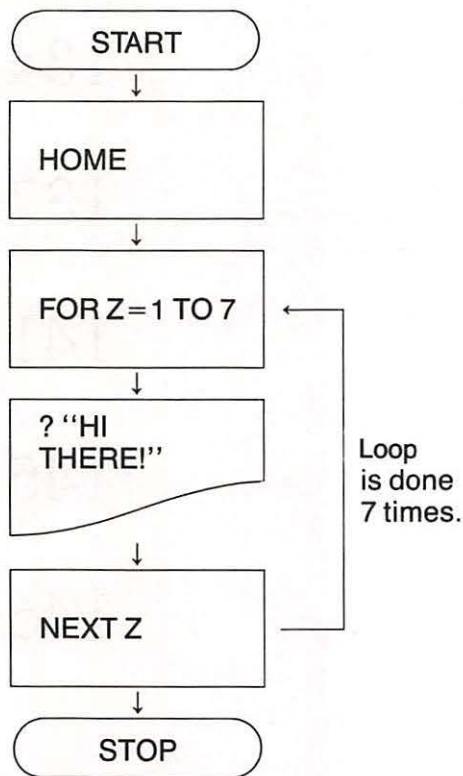 START
HOME
FOR Z=1 TO 7
? “HI
THERE!”
Loop
is done
7 times.
NEXT Z
STOP